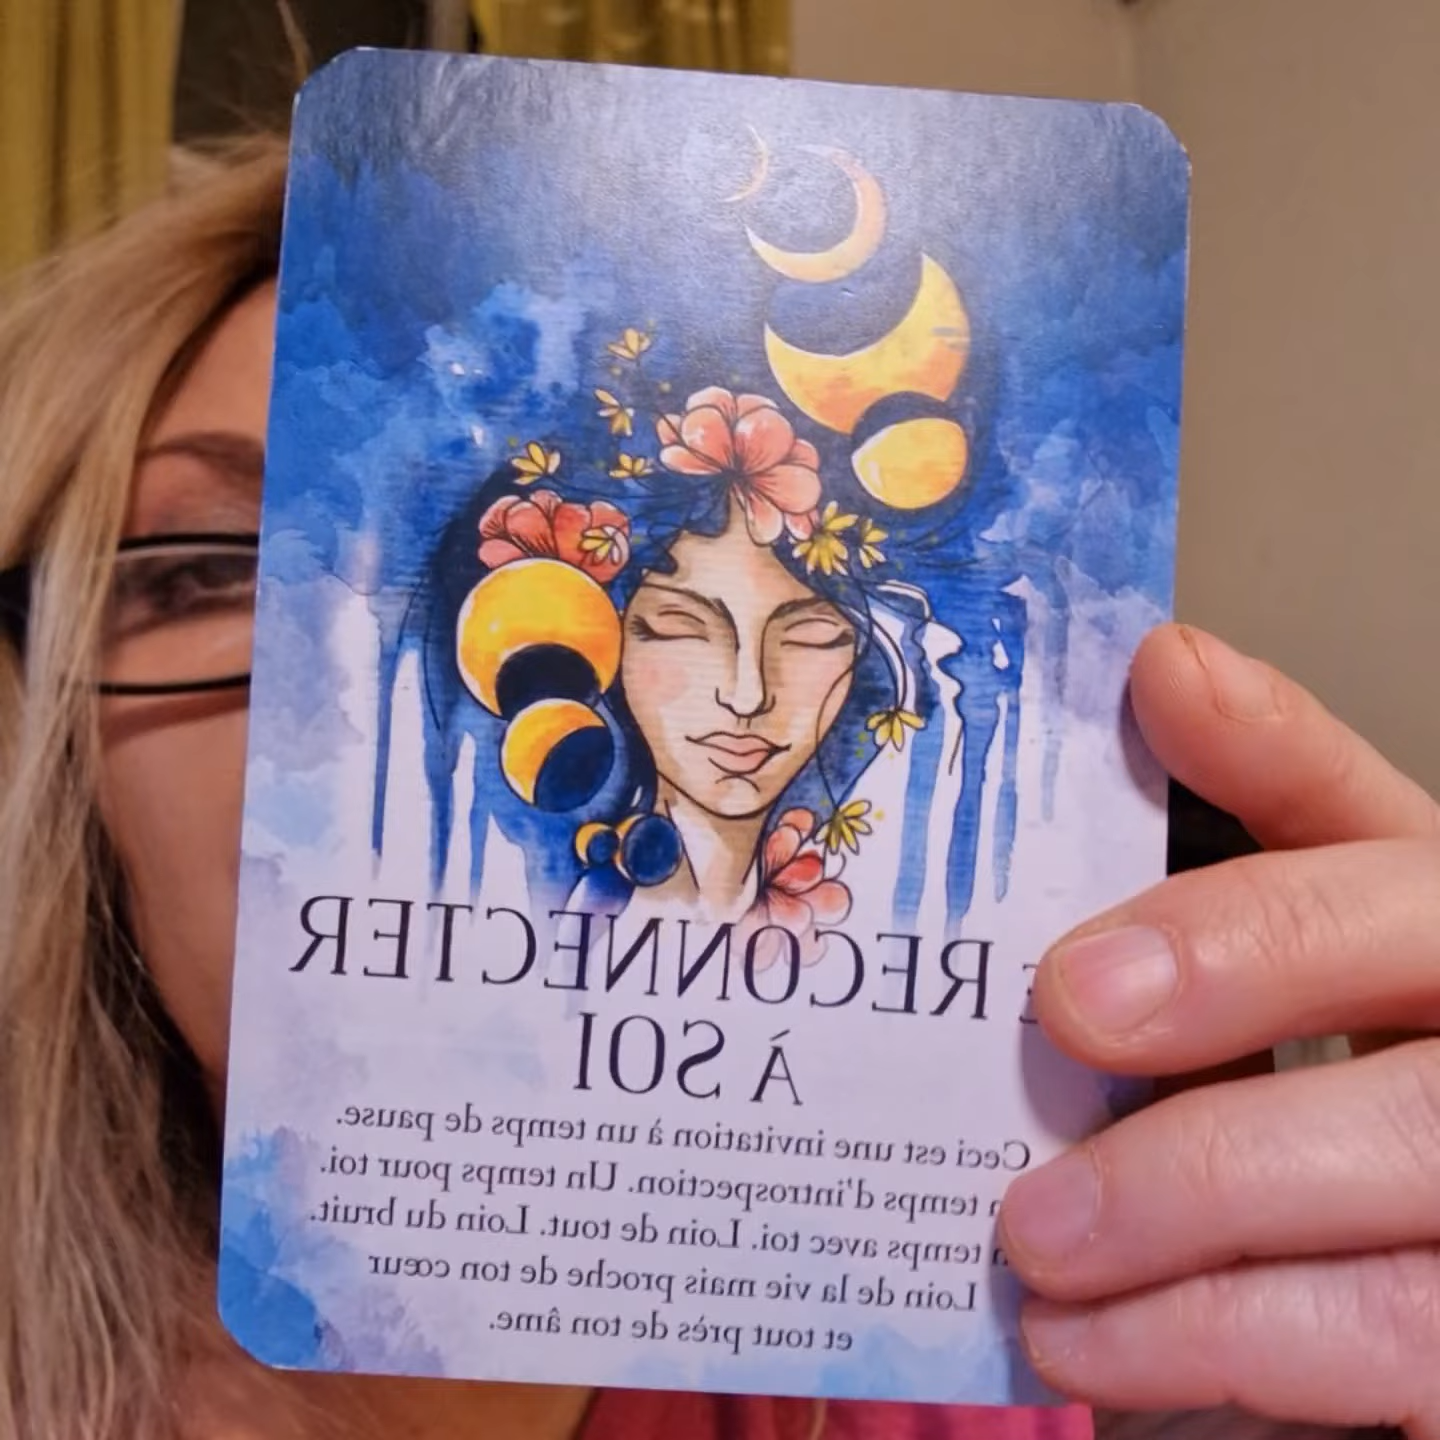 E RECONNECTER
À SOI
Ceci est une invitation à un temps de pause.
n temps d'introspection. Un temps pour toi.
n temps avec toi. Loin de tout. Loin du bruit.
Loin de la vie mais proche de ton cœur
et tout près de ton âme.